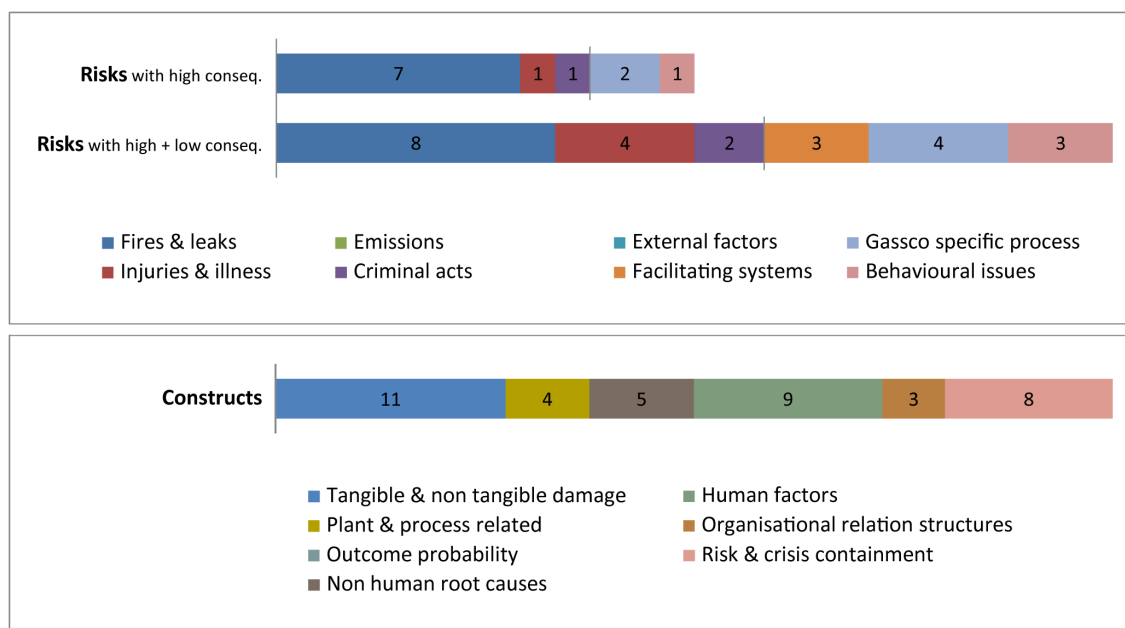 Risks with high conseq. 7 1 1 2 1
Risks with high + low conseq. 8 4 2 3 4 3
Fires & leaks Emissions External factors Gassco specific process
Injuries & illness Criminal acts Facilitating systems Behavioural issues
Constructs 11 4 5 9 3 8
Tangible & non tangible damage Human factors
Plant & process related Organisational relation structures
Outcome probability Risk & crisis containment
Non human root causes